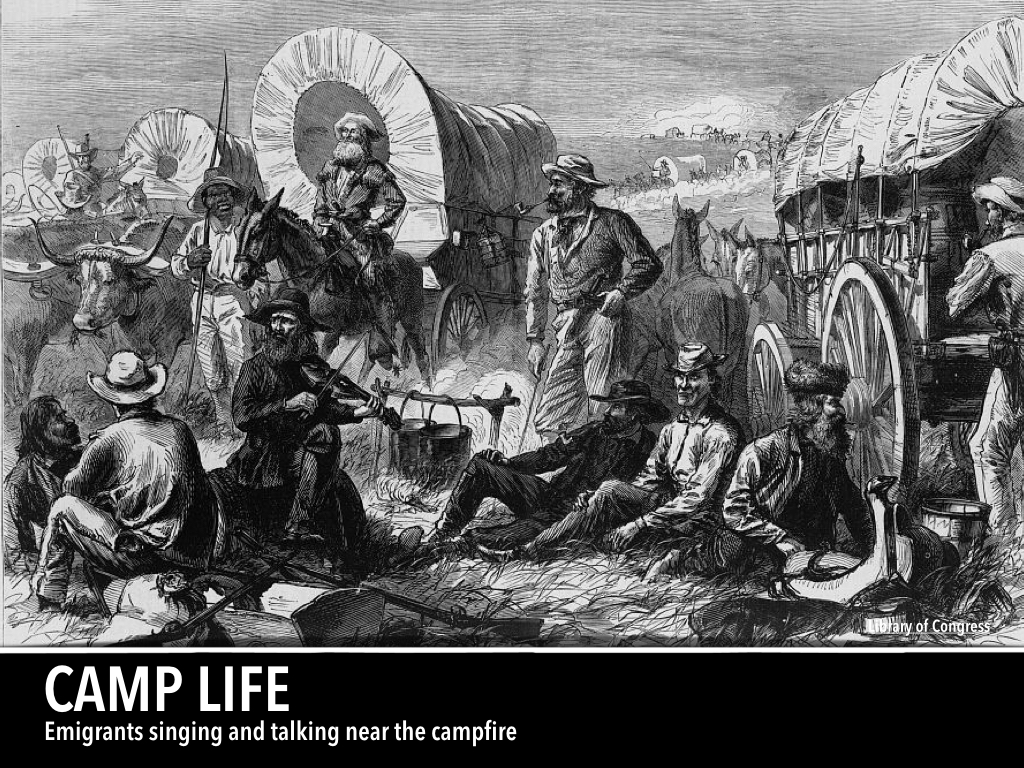 Library of Congress
CAMP LIFE
Emigrants singing and talking near the campfire